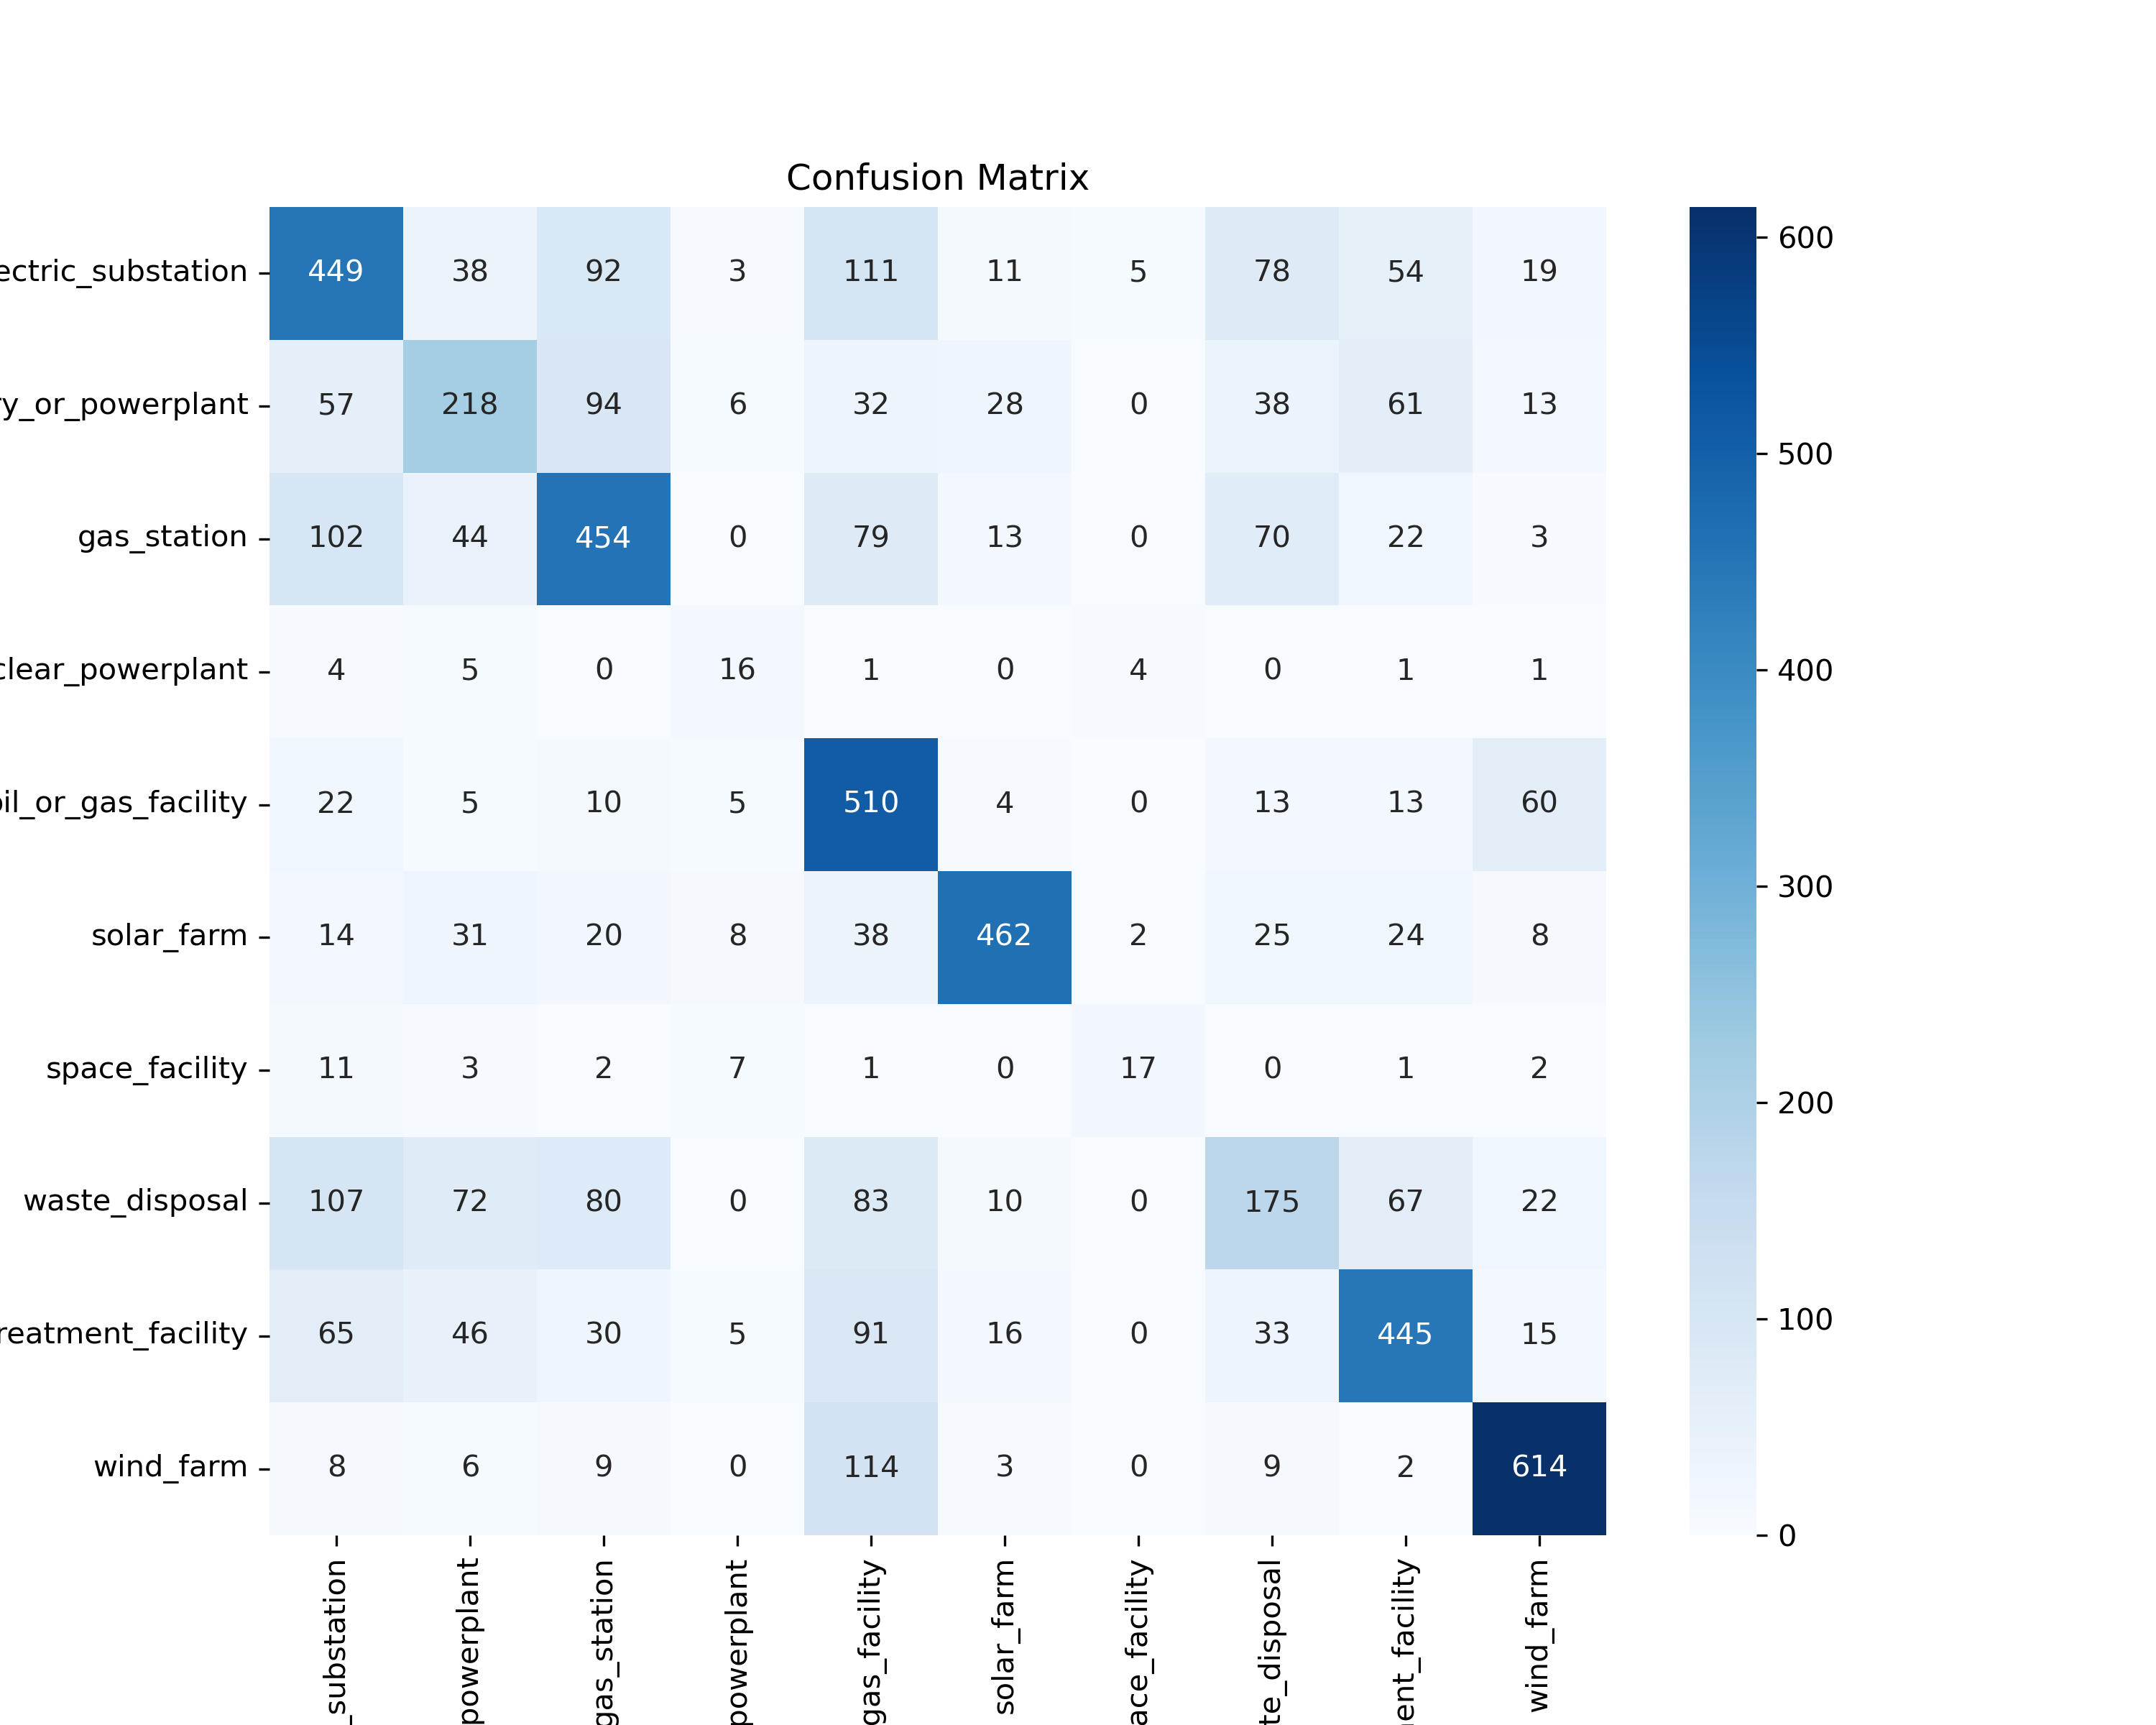 Confusion Matrix
ectric_substation 449 38 92 3 111 11 5 78 54 19
y_or_powerplant 57 218 94 6 32 28 0 38 61 13
gas_station 102 44 454 0 79 13 0 70 22 3
clear_powerplant 4 5 0 16 1 0 4 0 1 1
oil_or_gas_facility 22 5 10 5 510 4 0 13 13 60
solar_farm 14 31 20 8 38 462 2 25 24 8
space_facility 11 3 2 7 1 0 17 0 1 2
waste_disposal 107 72 80 0 83 10 0 175 67 22
reatment_facility 65 46 30 5 91 16 0 33 445 15
wind_farm 8 6 9 0 114 3 0 9 2 614
_substation
powerplant
gas_station
powerplant
gas_facility
solar_farm
ace_facility
te_disposal
ent_facility
wind_farm
600
500
400
300
200
100
0